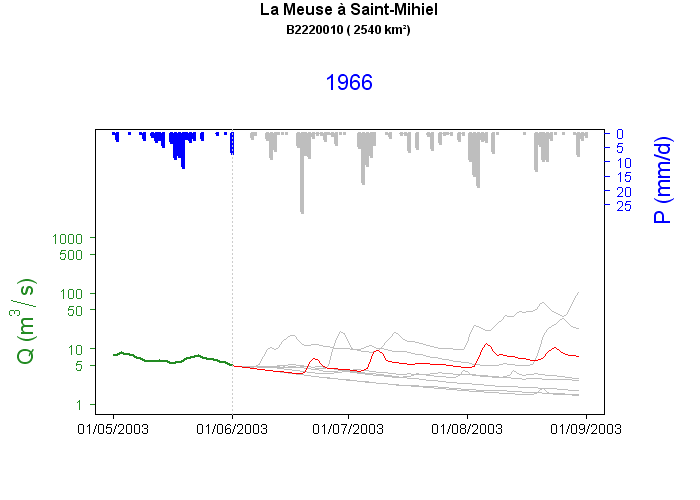 La Meuse à Saint-Mihiel
B2220010 ( 2540 km²)
1966
0
5
10
15
20
25
P (mm/d)
1000
500
100
50
10
5
1
Q (m³/ s)
01/05/2003 01/06/2003 01/07/2003 01/08/2003 01/09/2003